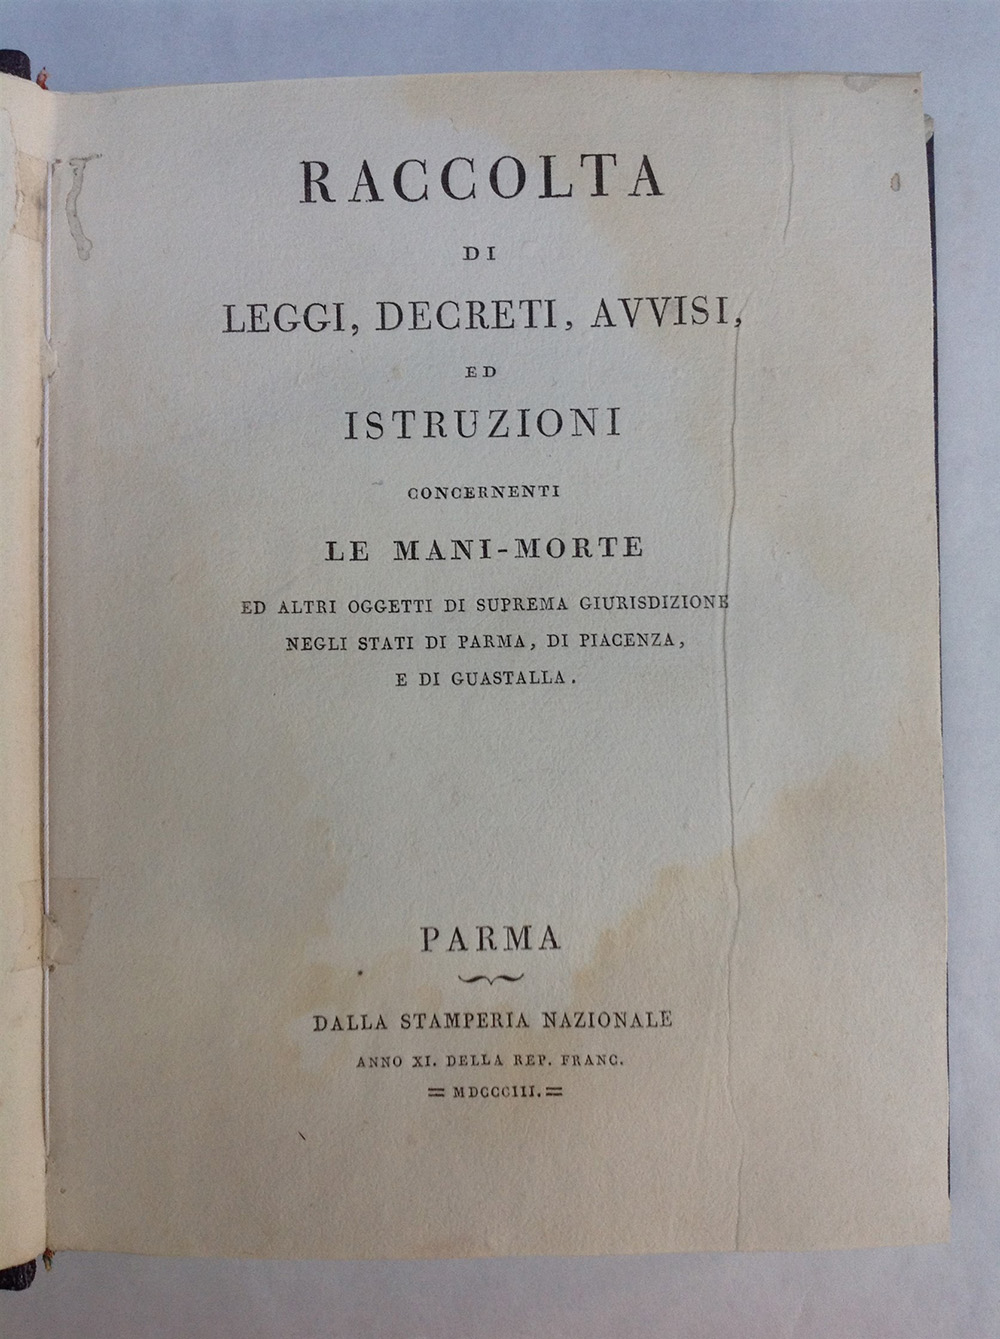 RACCOLTA
DI
LEGGI, DECRETI, AVVISI,
ED
ISTRUZIONI
CONCERNENTI
LE MANI-MORTE
ED ALTRI OGGETTI DI SUPREMA GIURISDIZIONE
NEGLI STATI DI PARMA, DI PIACENZA,
E DI GUASTALLA.
PARMA
DALLA STAMPERIA NAZIONALE
ANNO XI. DELLA REP. FRANC.
= MDCCCIII. =